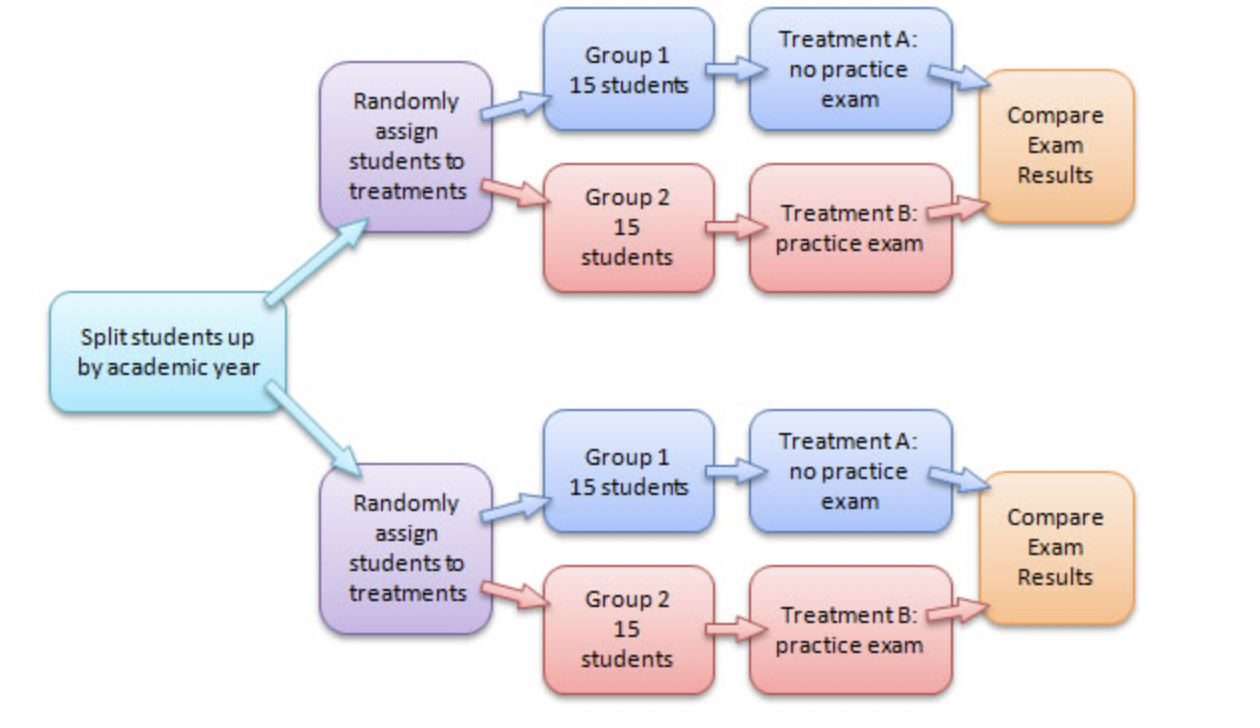 Split students up
by academic year
Randomly
assign
students to
treatments
Group 1
15 students
Treatment A:
no practice
exam
Group 2
15
students
Treatment B:
practice exam
Compare
Exam
Results
Randomly
assign
students to
treatments
Group 1
15 students
Treatment A:
no practice
exam
Group 2
15
students
Treatment B:
practice exam
Compare
Exam
Results